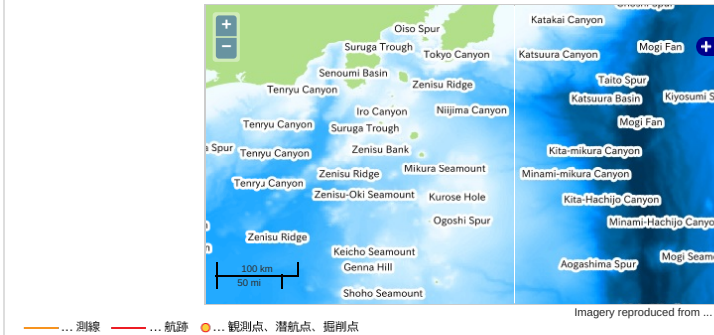 Choshi Spur
Katakai Canyon
+
Oiso Spur
Suruga Trough
Mogi Fan
+
−
Tokyo Canyon
Katsuura Canyon
Senoumi Basin
Taito Spur
Tenryu Canyon
Zenisu Ridge
Katsuura Basin
Kiyosumi S
Iro Canyon
Niijima Canyon
Tenryu Canyon
Suruga Trough
Mogi Fan
a Spur
Tenryu Canyon
Zenisu Bank
Kita-mikura Canyon
Mikura Seamount
Zenisu Ridge
Minami-mikura Canyon
Tenryu Canyon
Zenisu-Oki Seamount
Kurose Hole
Kita-Hachijo Canyon
Ogoshi Spur
Minami-Hachijo Canyo
Zenisu Ridge
n
Keicho Seamount
Mogi Seam
Genna Hill
Aogashima Spur
100 km
50 mi
Shoho Seamount
Imagery reproduced from ...
... 測線 ... 航跡 ... 観測点、潜航点、掘削点